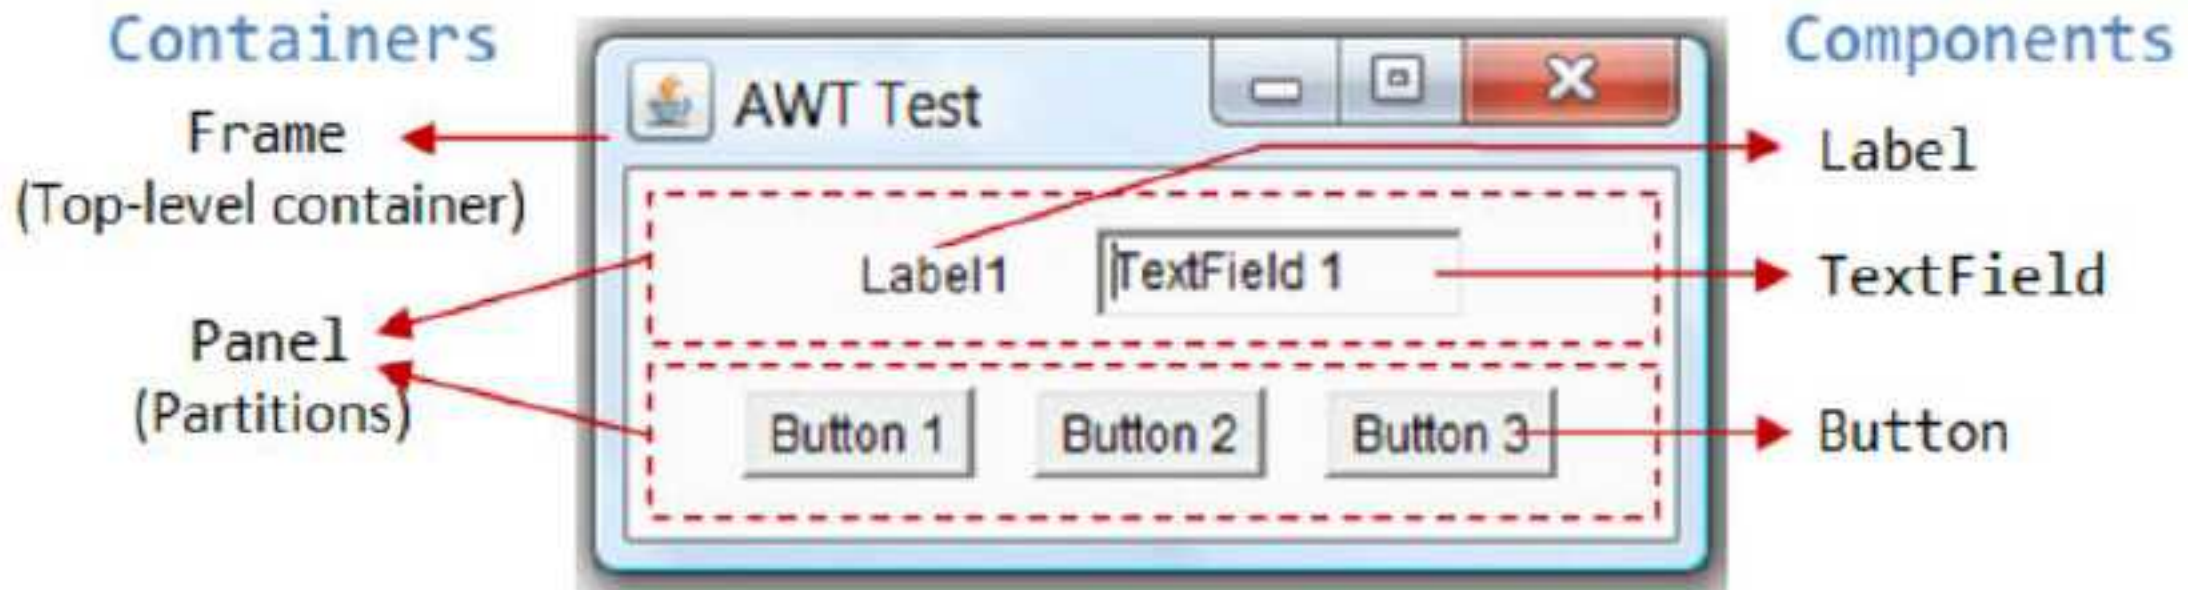 Containers
Frame
(Top-level container)
Panel
(Partitions)
AWT Test
Label1
TextField 1
Button 1 Button 2 Button 3
Components
Label
TextField
Button